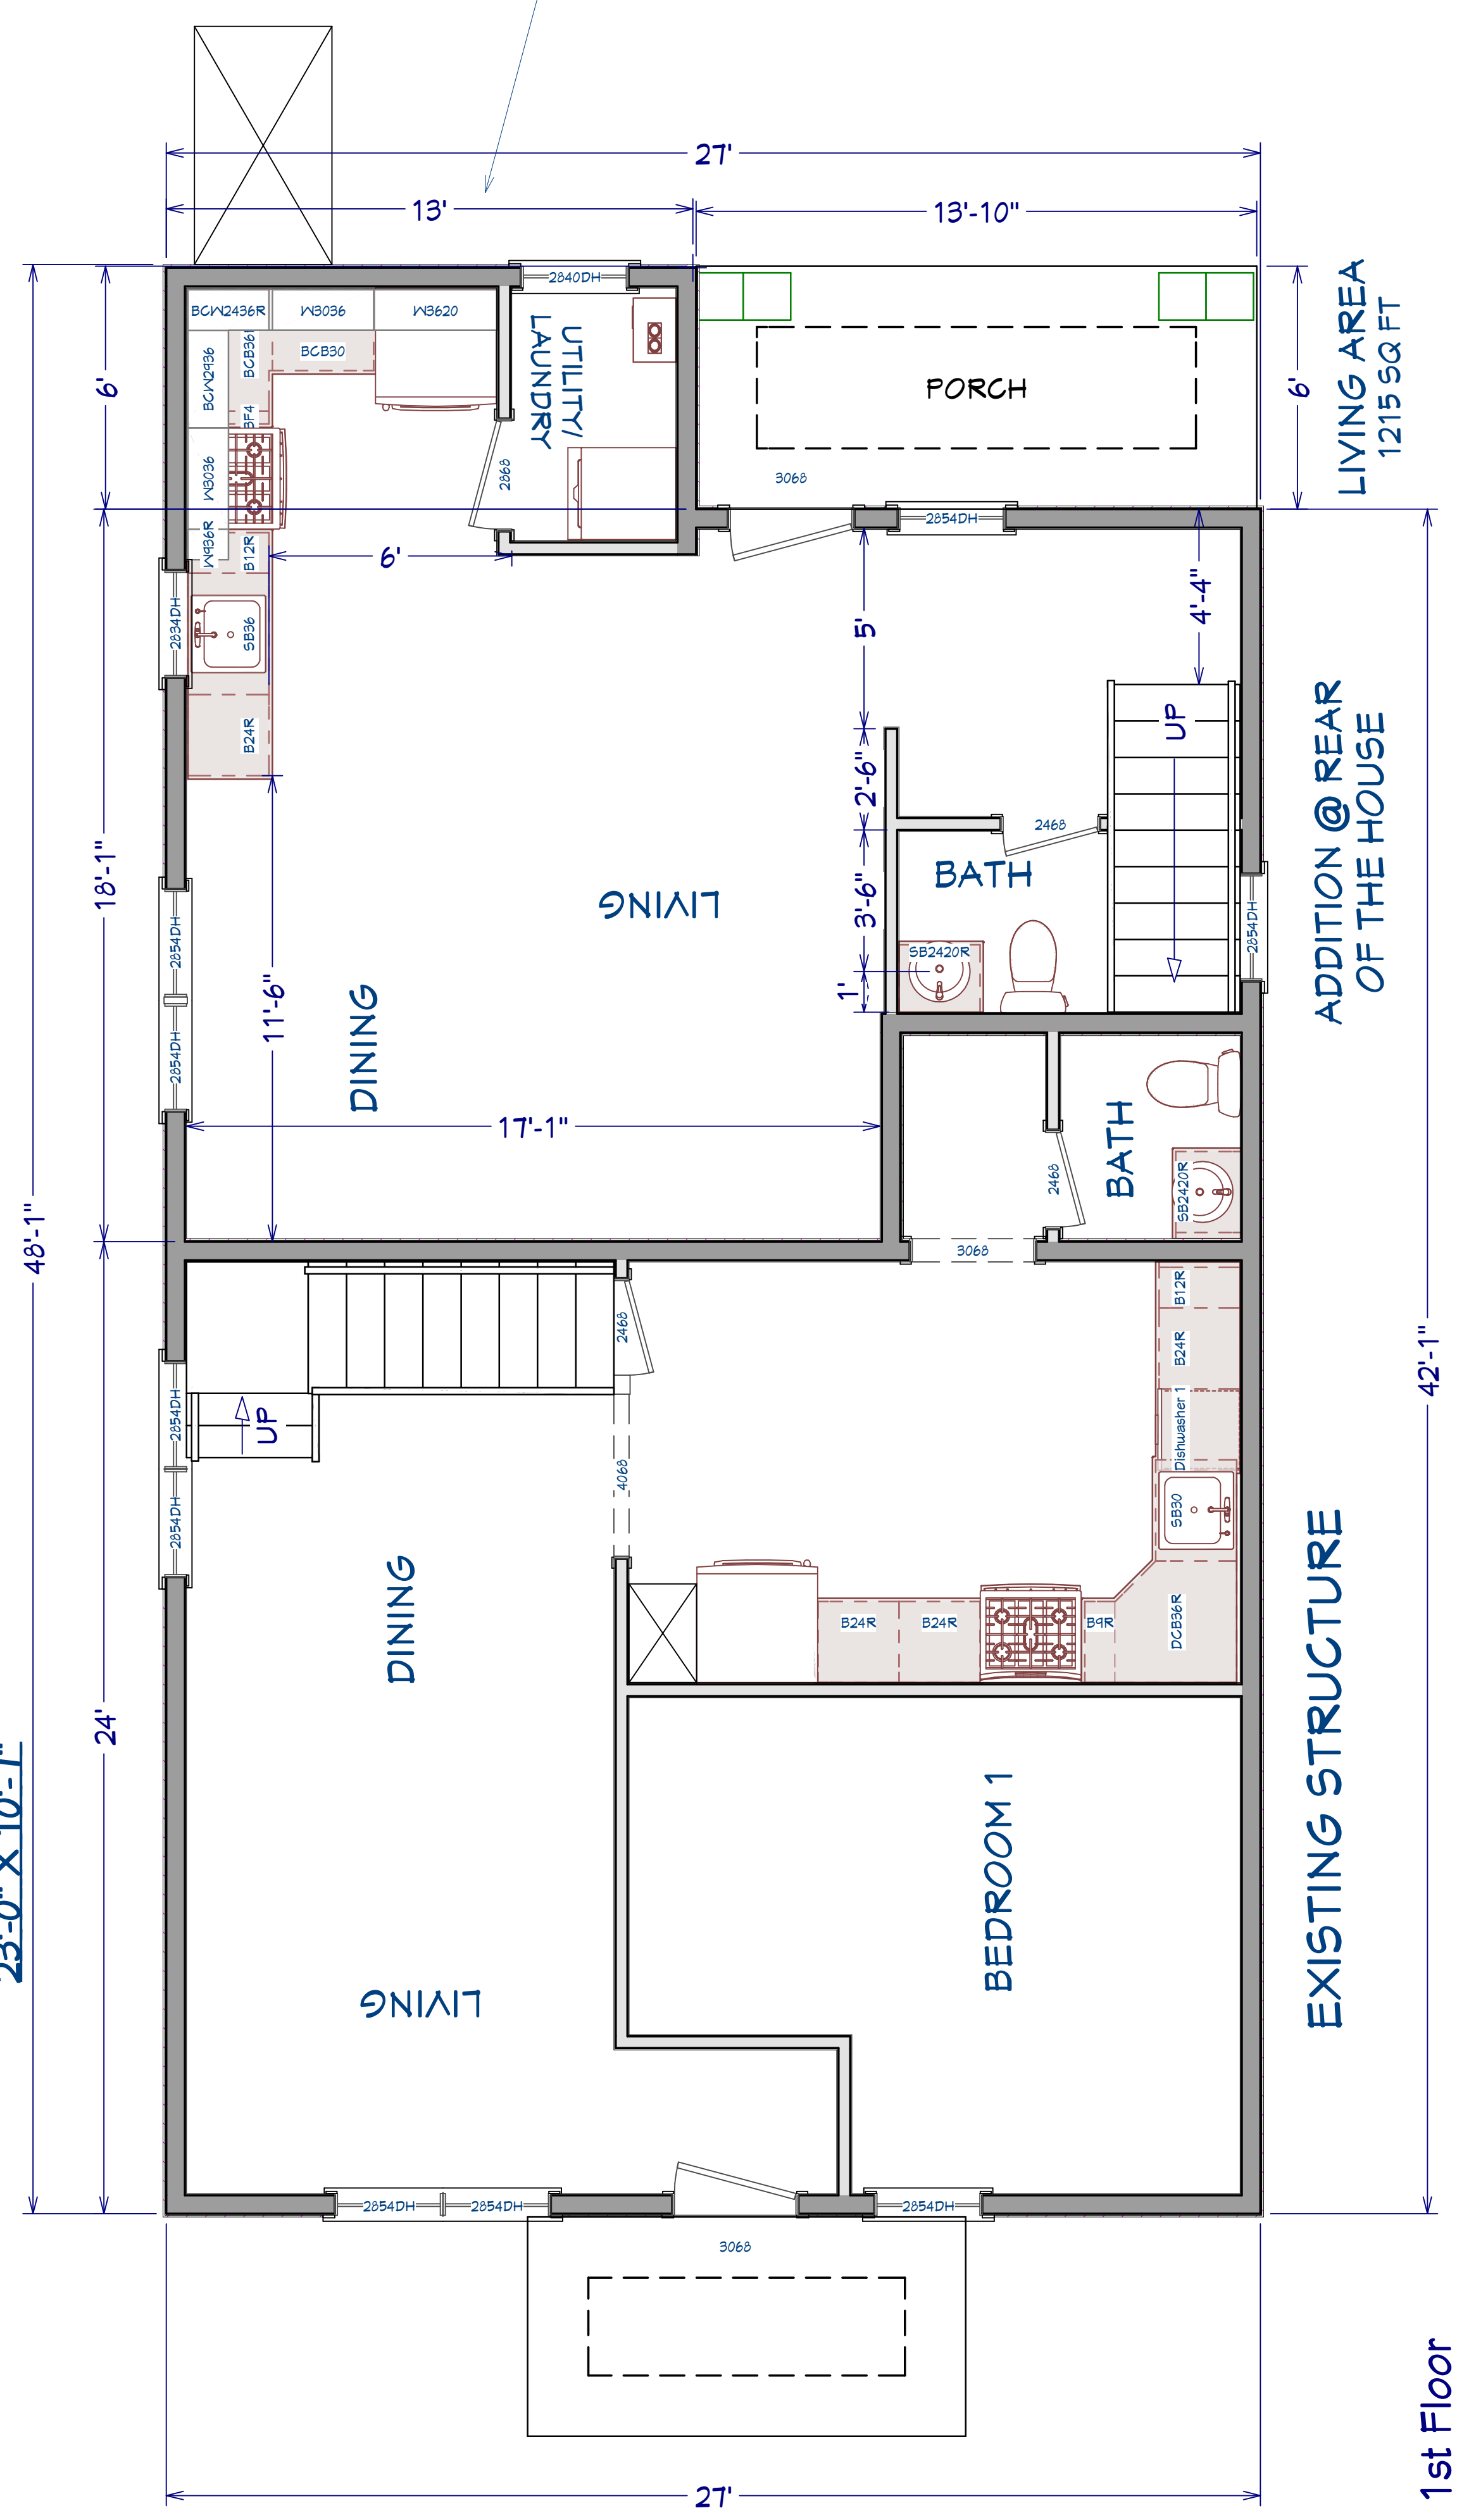 27'
13'
13'-10"
2840DH
BCW2436R
W3036
W3620
BCW2936
BCB36
BCB30
BF4
UTILITY/
LAUNDRY
PORCH
6'
6'
LIVING AREA
1215 SQ FT
W3036
2868
3068
W936R
B12R
6'
2854DH
2834DH
SB36
5'
4'-4"
B24R
UP
2'-6"
2468
ADDITION @ REAR
OF THE HOUSE
18'-1"
BATH
3'-6"
LIVING
2854DH
SB2420R
2854DH
1'
11'-6"
DINING
2854DH
17'-1"
BATH
2468
SB2420R
48'-1"
3068
B12R
2468
B24R
42'-1"
2854DH
UP
Dishwasher 1
4068
2854DH
SB30
DINING
B24R
B24R
B9R
DCB36R
EXISTING STRUCTURE
24'
23'-0" X 10'-1"
BEDROOM 1
LIVING
2854DH
2854DH
2854DH
3068
1st Floor
27'